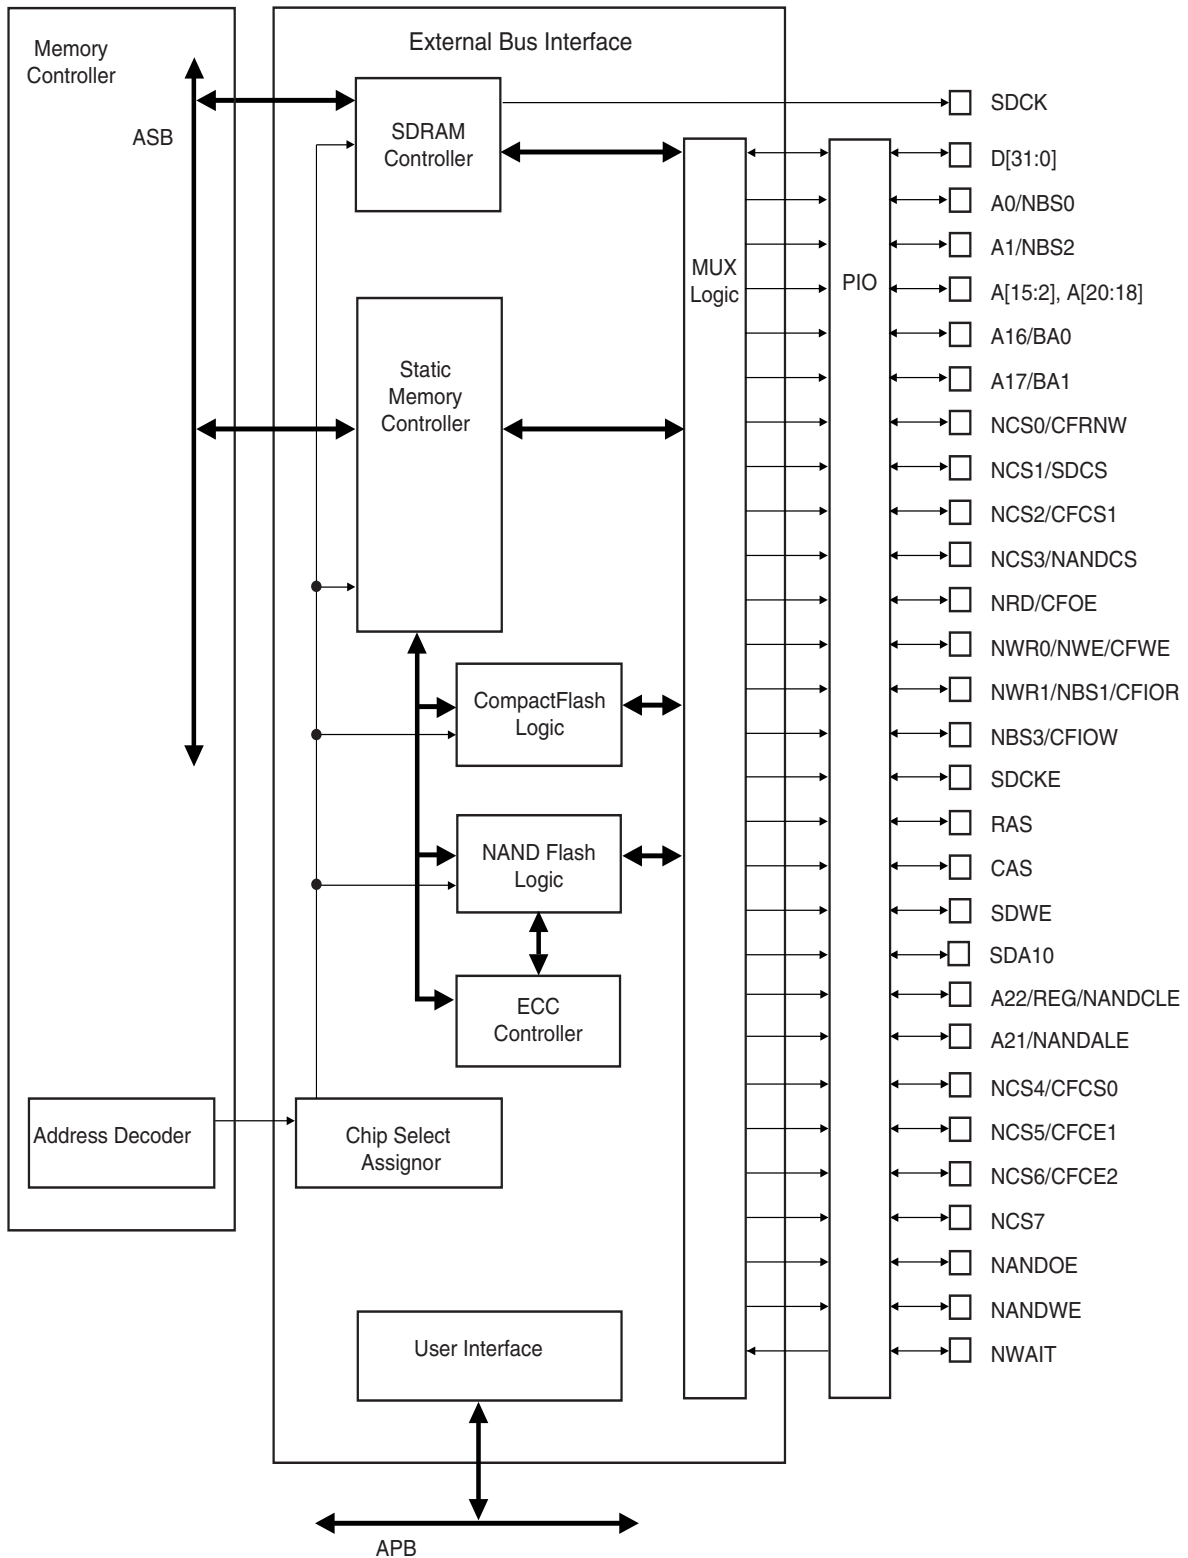 Memory
Controller
External Bus Interface
ASB
SDRAM
Controller
Static
Memory
Controller
CompactFlash
Logic
NAND Flash
Logic
ECC
Controller
Address Decoder
Chip Select
Assignor
User Interface
APB
MUX
Logic
PIO
SDCK
D[31:0]
A0/NBS0
A1/NBS2
A[15:2], A[20:18]
A16/BA0
A17/BA1
NCS0/CFRNW
NCS1/SDCS
NCS2/CFCS1
NCS3/NANDCS
NRD/CFOE
NWR0/NWE/CFWE
NWR1/NBS1/CFIOR
NBS3/CFIOW
SDCKE
RAS
CAS
SDWE
SDA10
A22/REG/NANDCLE
A21/NANDALE
NCS4/CFCS0
NCS5/CFCE1
NCS6/CFCE2
NCS7
NANDOE
NANDWE
NWAIT